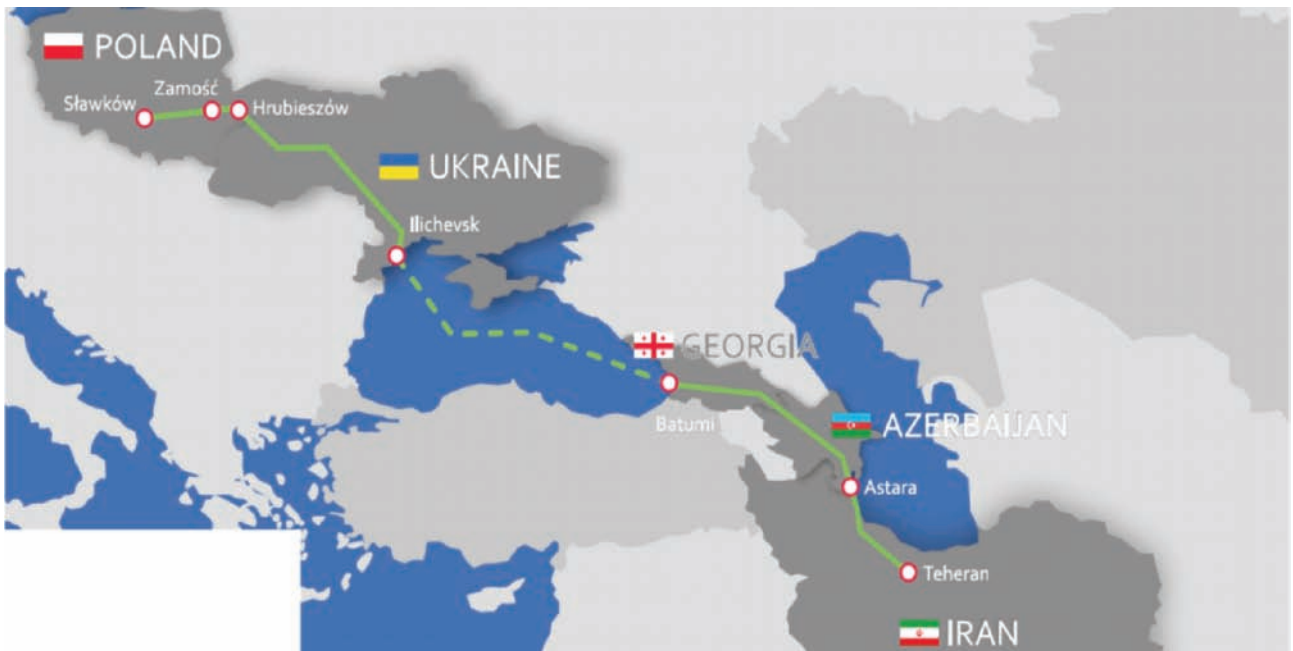 POLAND
Zamość
Sławków
Hrubieszów
UKRAINE
Ilichevsk
GEORGIA
Batumi
AZERBAIJAN
Astara
Teheran
IRAN